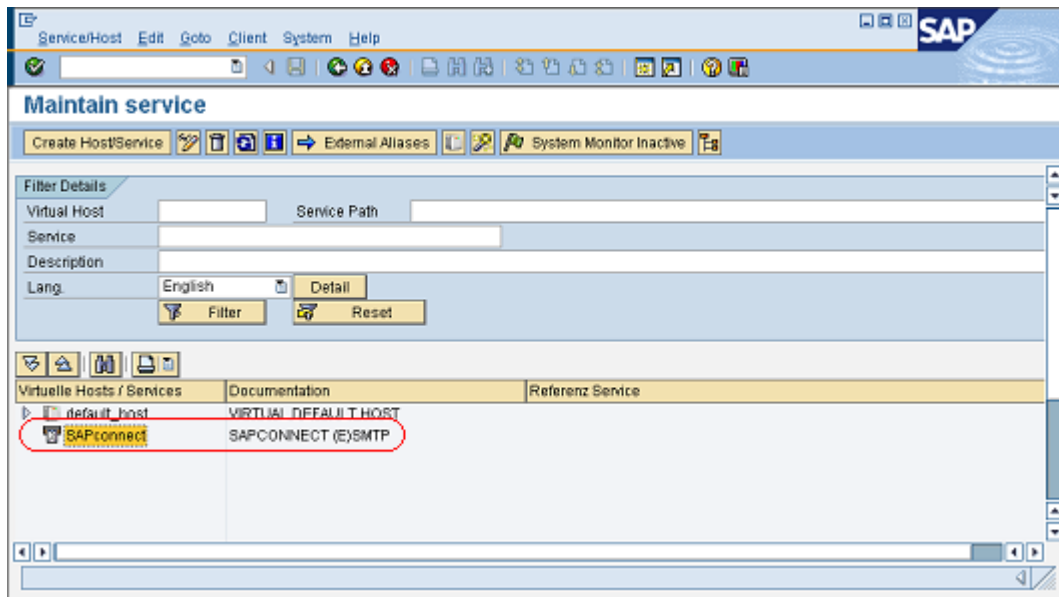 Service/Host Edit Goto Client System Help
SAP
Maintain service
Create Host/Service External Aliases System Monitor Inactive
Filter Details
Virtual Host Service Path
Service
Description
Lang. English Detail
Filter Reset
Virtuelle Hosts / Services Documentation Referenz Service
default_host VIRTUAL DEFAULT HOST
SAPconnect SAPCONNECT (E)SMTP